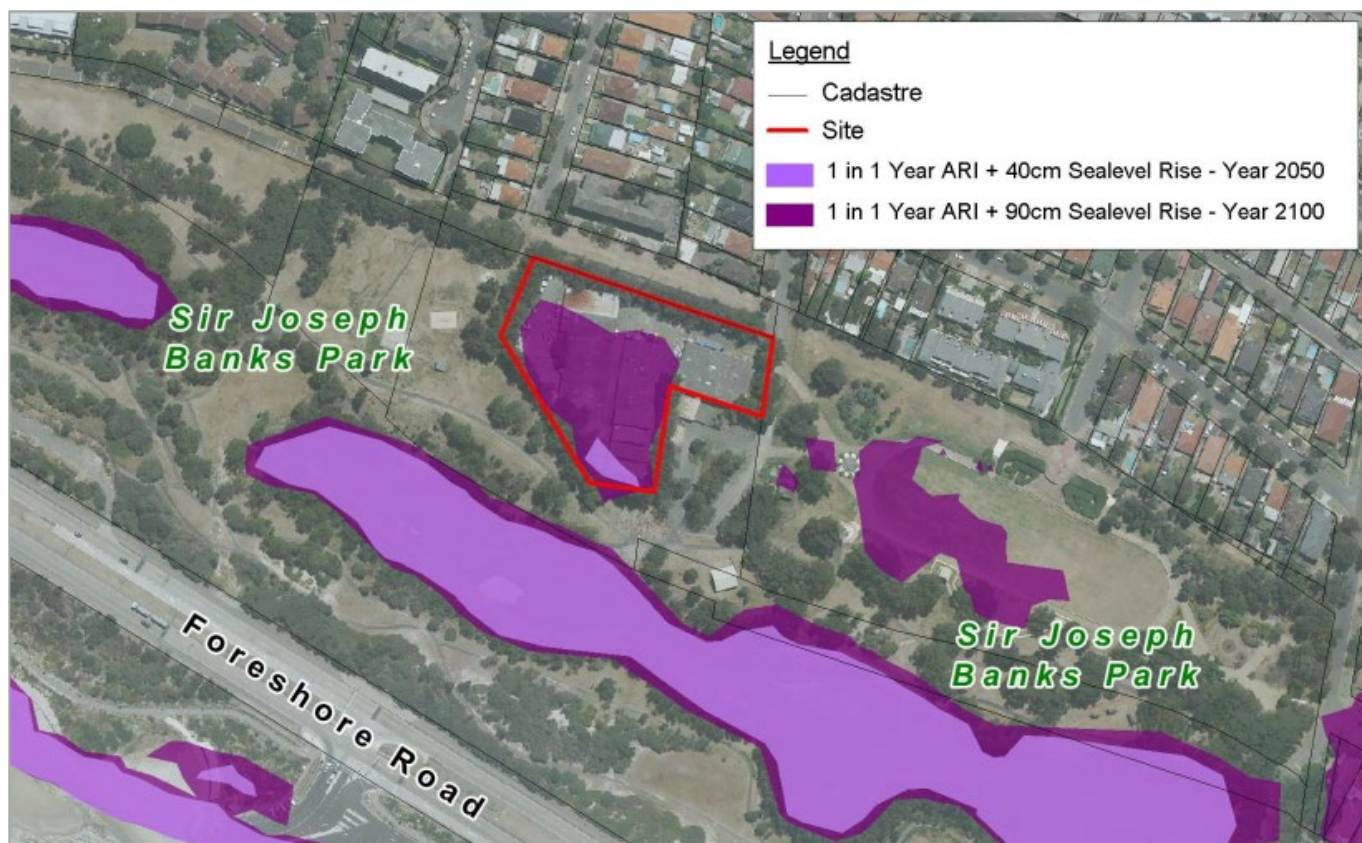 Legend
Cadastre
Site
1 in 1 Year ARI + 40cm Sealevel Rise - Year 2050
1 in 1 Year ARI + 90cm Sealevel Rise - Year 2100
Sir Joseph
Banks Park
Foreshore Road
Sir Joseph
Banks Park